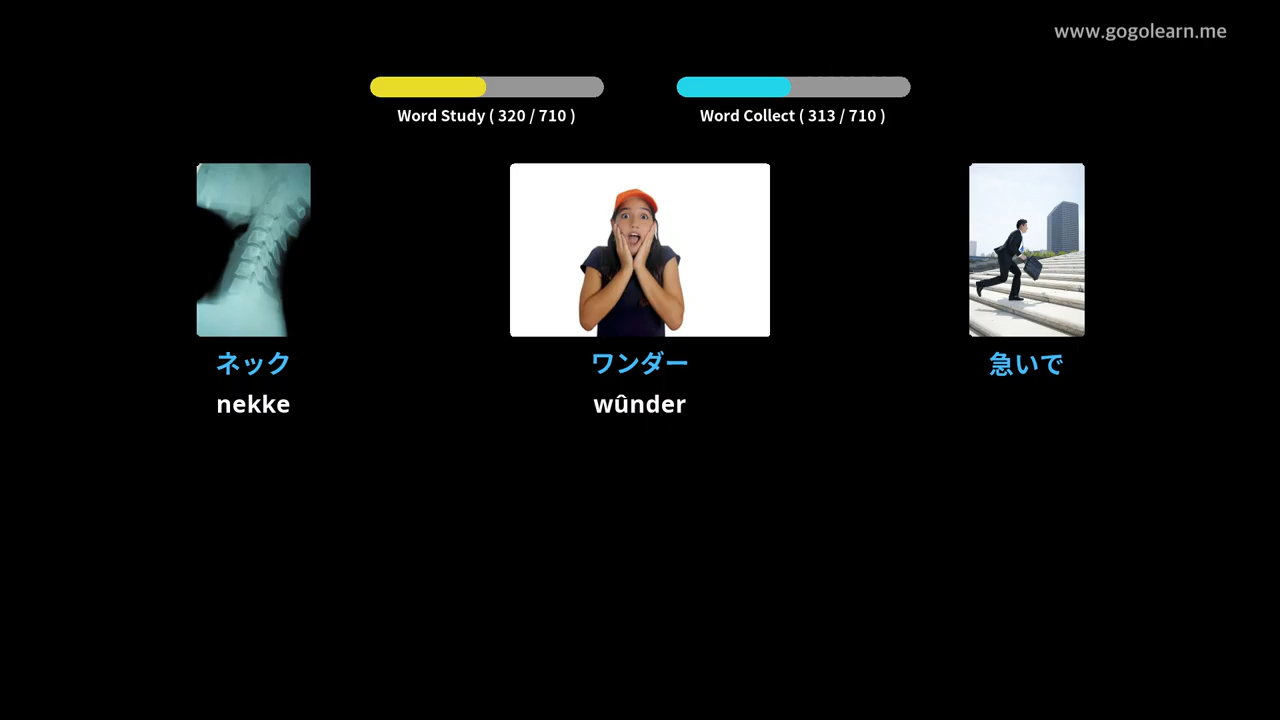 www.gogolearn.me
Word Study ( 320 / 710 )
Word Collect ( 313 / 710 )
ネック
nekke
ワンダー
wûnder
急いで